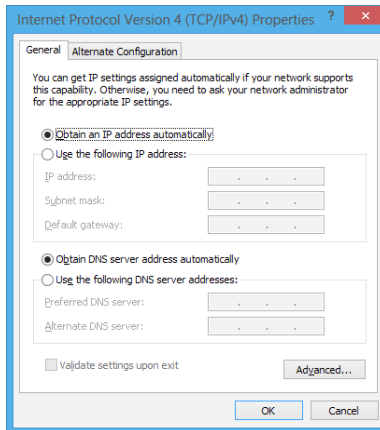 Internet Protocol Version 4 (TCP/IPv4) Properties ? ×
General Alternate Configuration
You can get IP settings assigned automatically if your network supports
this capability. Otherwise, you need to ask your network administrator
for the appropriate IP settings.
Obtain an IP address automatically
Use the following IP address:
IP address: . . .
Subnet mask: . . .
Default gateway: . . .
Obtain DNS server address automatically
Use the following DNS server addresses:
Preferred DNS server: . . .
Alternate DNS server: . . .
Validate settings upon exit
Advanced...
OK Cancel